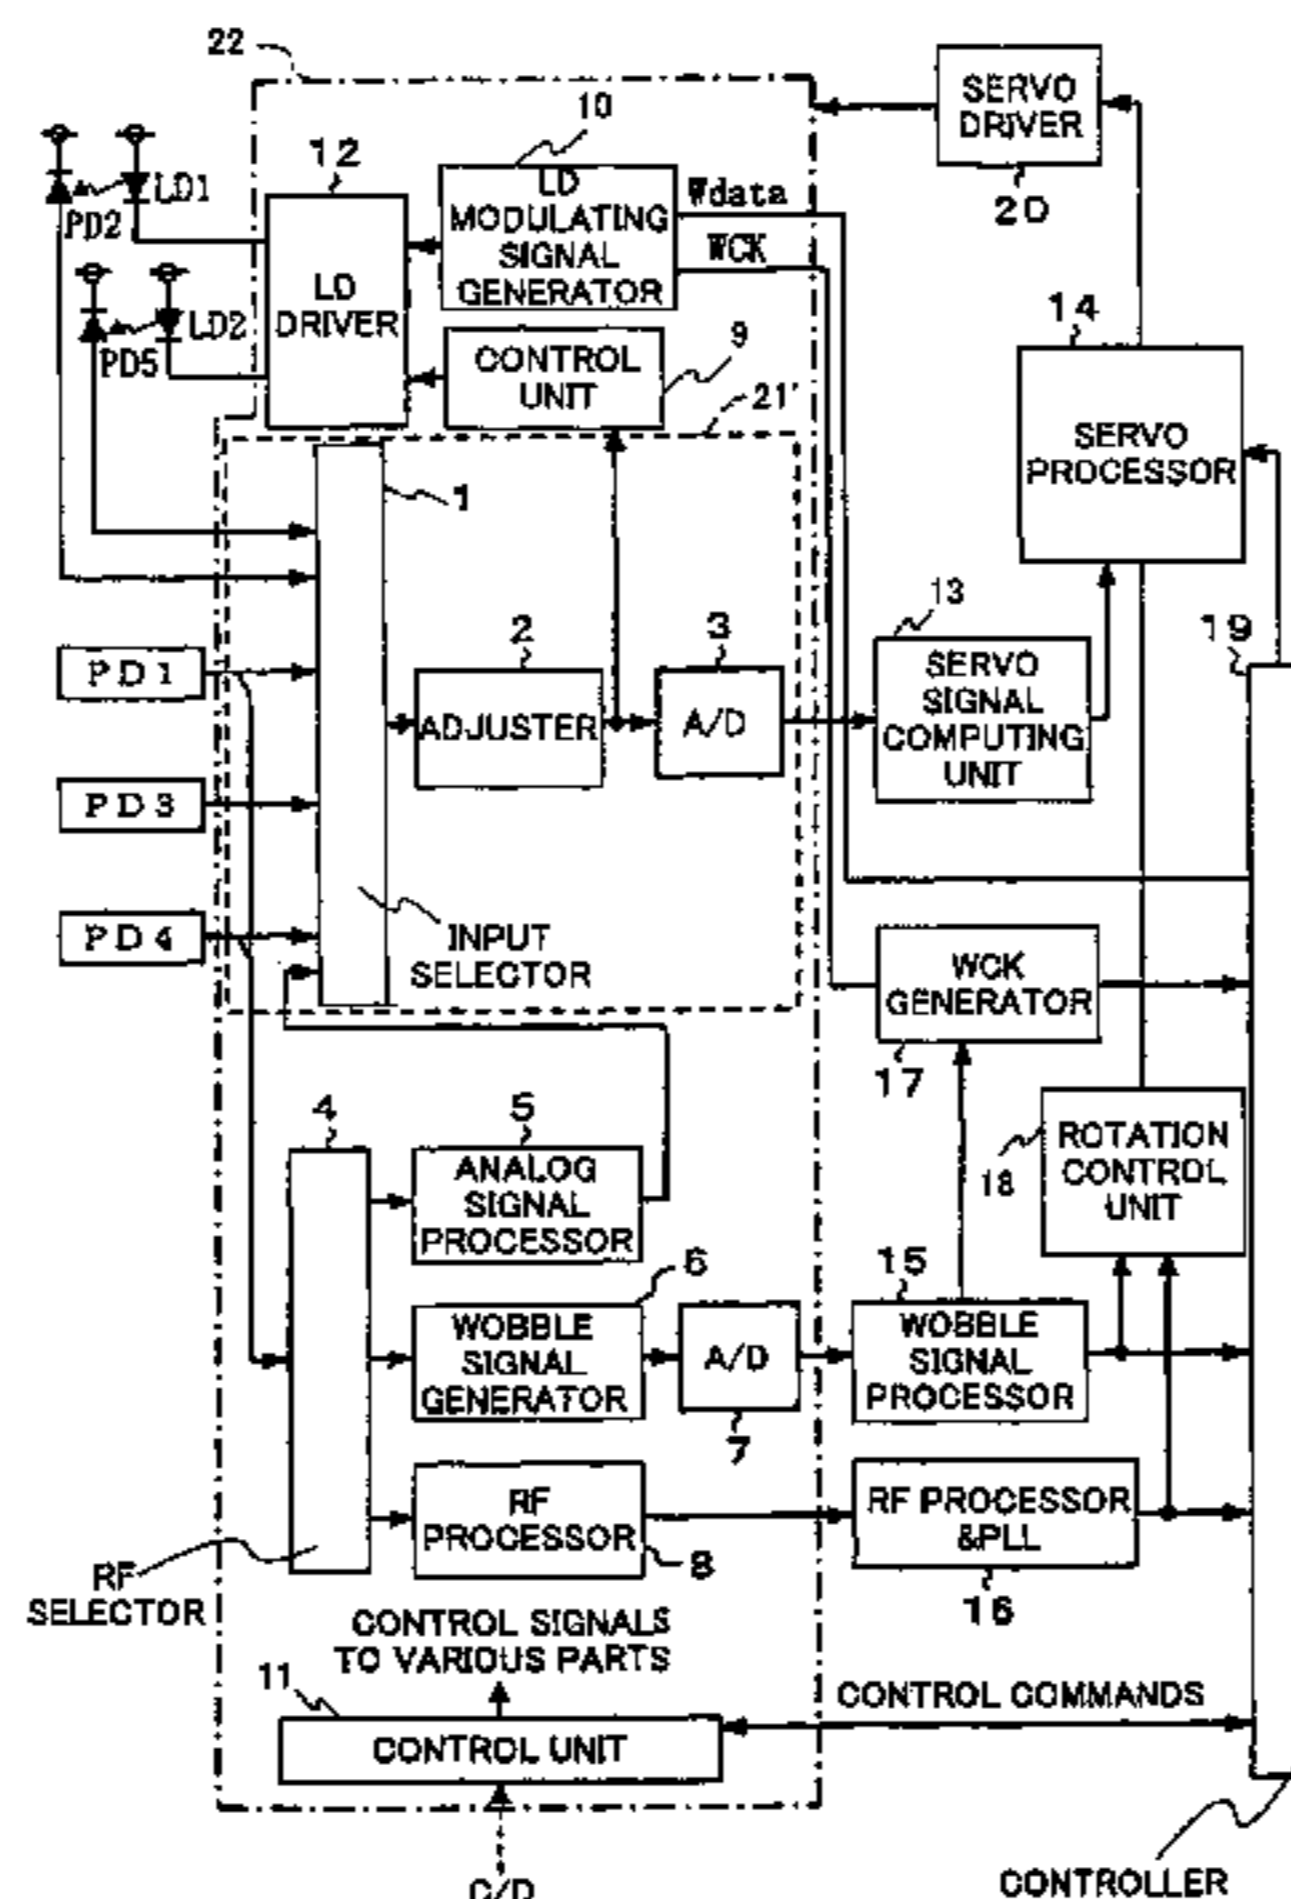 22
10
SERVO
DRIVER
20
12
LD
MODULATING
SIGNAL
GENERATOR
Wdata
WCK
LD1
PD2
LD2
PD5
LD
DRIVER
CONTROL
UNIT
9
21'
14
SERVO
PROCESSOR
1
13
19
2
3
PD1
ADJUSTER
A/D
SERVO
SIGNAL
COMPUTING
UNIT
PD3
PD4
INPUT
SELECTOR
WCK
GENERATOR
17
4
5
ANALOG
SIGNAL
PROCESSOR
18
ROTATION
CONTROL
UNIT
6
15
WOBBLE
SIGNAL
GENERATOR
A/D
7
WOBBLE
SIGNAL
PROCESSOR
RF
PROCESSOR
8
RF PROCESSOR
&PLL
16
RF
SELECTOR
CONTROL SIGNALS
TO VARIOUS PARTS
11
CONTROL UNIT
CONTROL COMMANDS
C/D
CONTROLLER